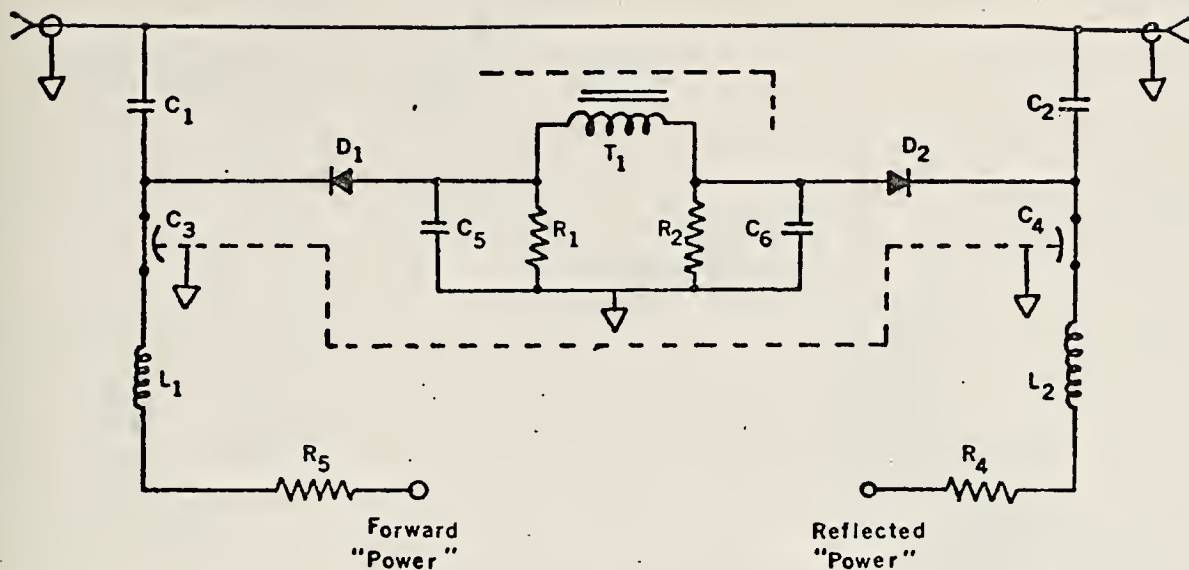 C1
C2
D1
T1
D2
C3
C5
R1
R2
C6
C4
L1
L2
R5
R4
Forward
"Power"
Reflected
"Power"